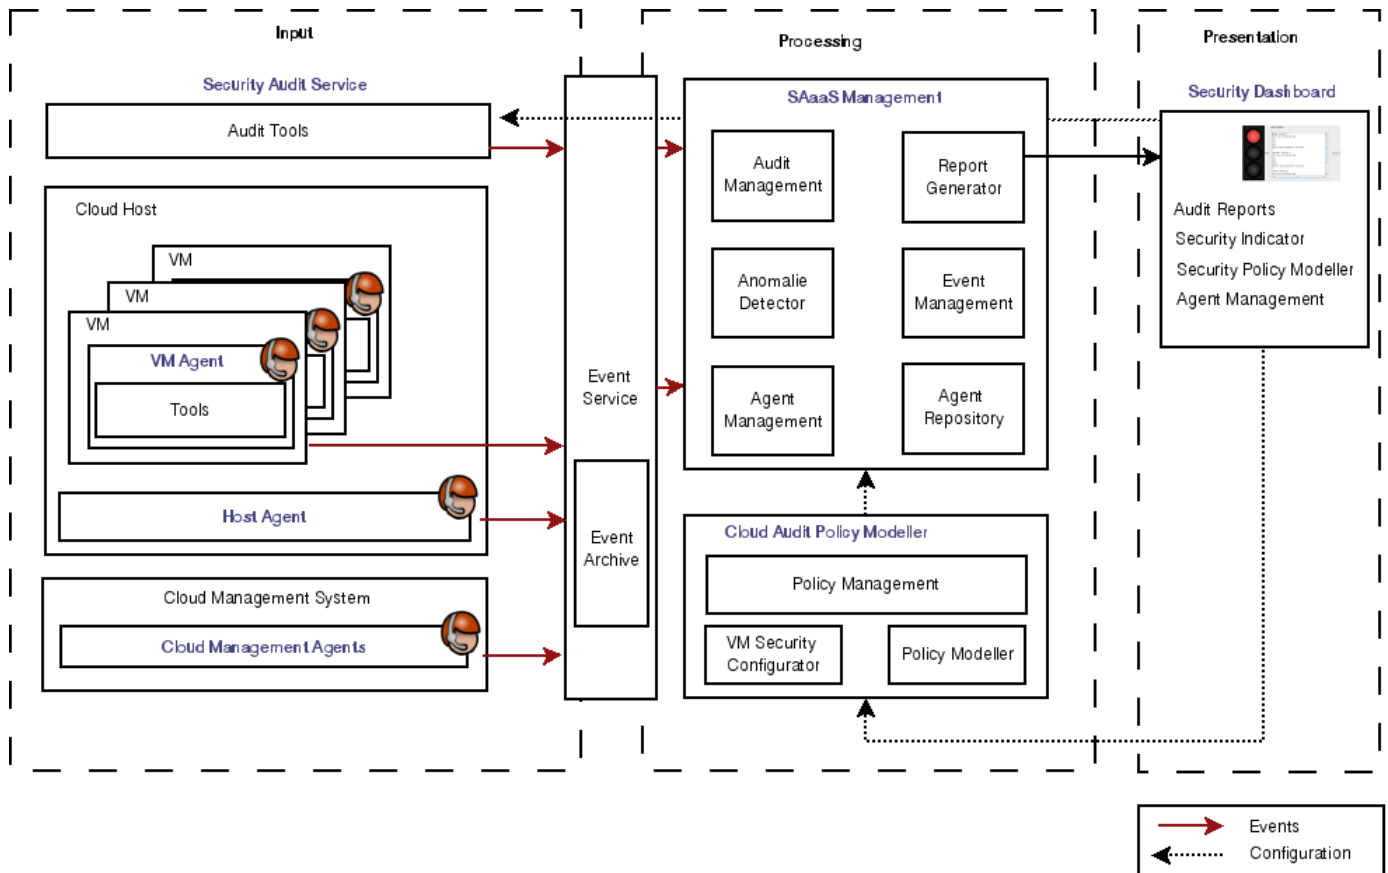 Input
Processing
Presentation
Security Audit Service
Audit Tools
Cloud Host
VM
VM
VM
VM Agent
Tools
Host Agent
Cloud Management System
Cloud Management Agents
Event
Service
Event
Archive
SAaaS Management
Audit
Management
Report
Generator
Anomalie
Detector
Event
Management
Agent
Management
Agent
Repository
Cloud Audit Policy Modeller
Policy Management
VM Security
Configurator
Policy Modeller
Security Dashboard
Audit Reports
Security Indicator
Security Policy Modeller
Agent Management
Events
Configuration